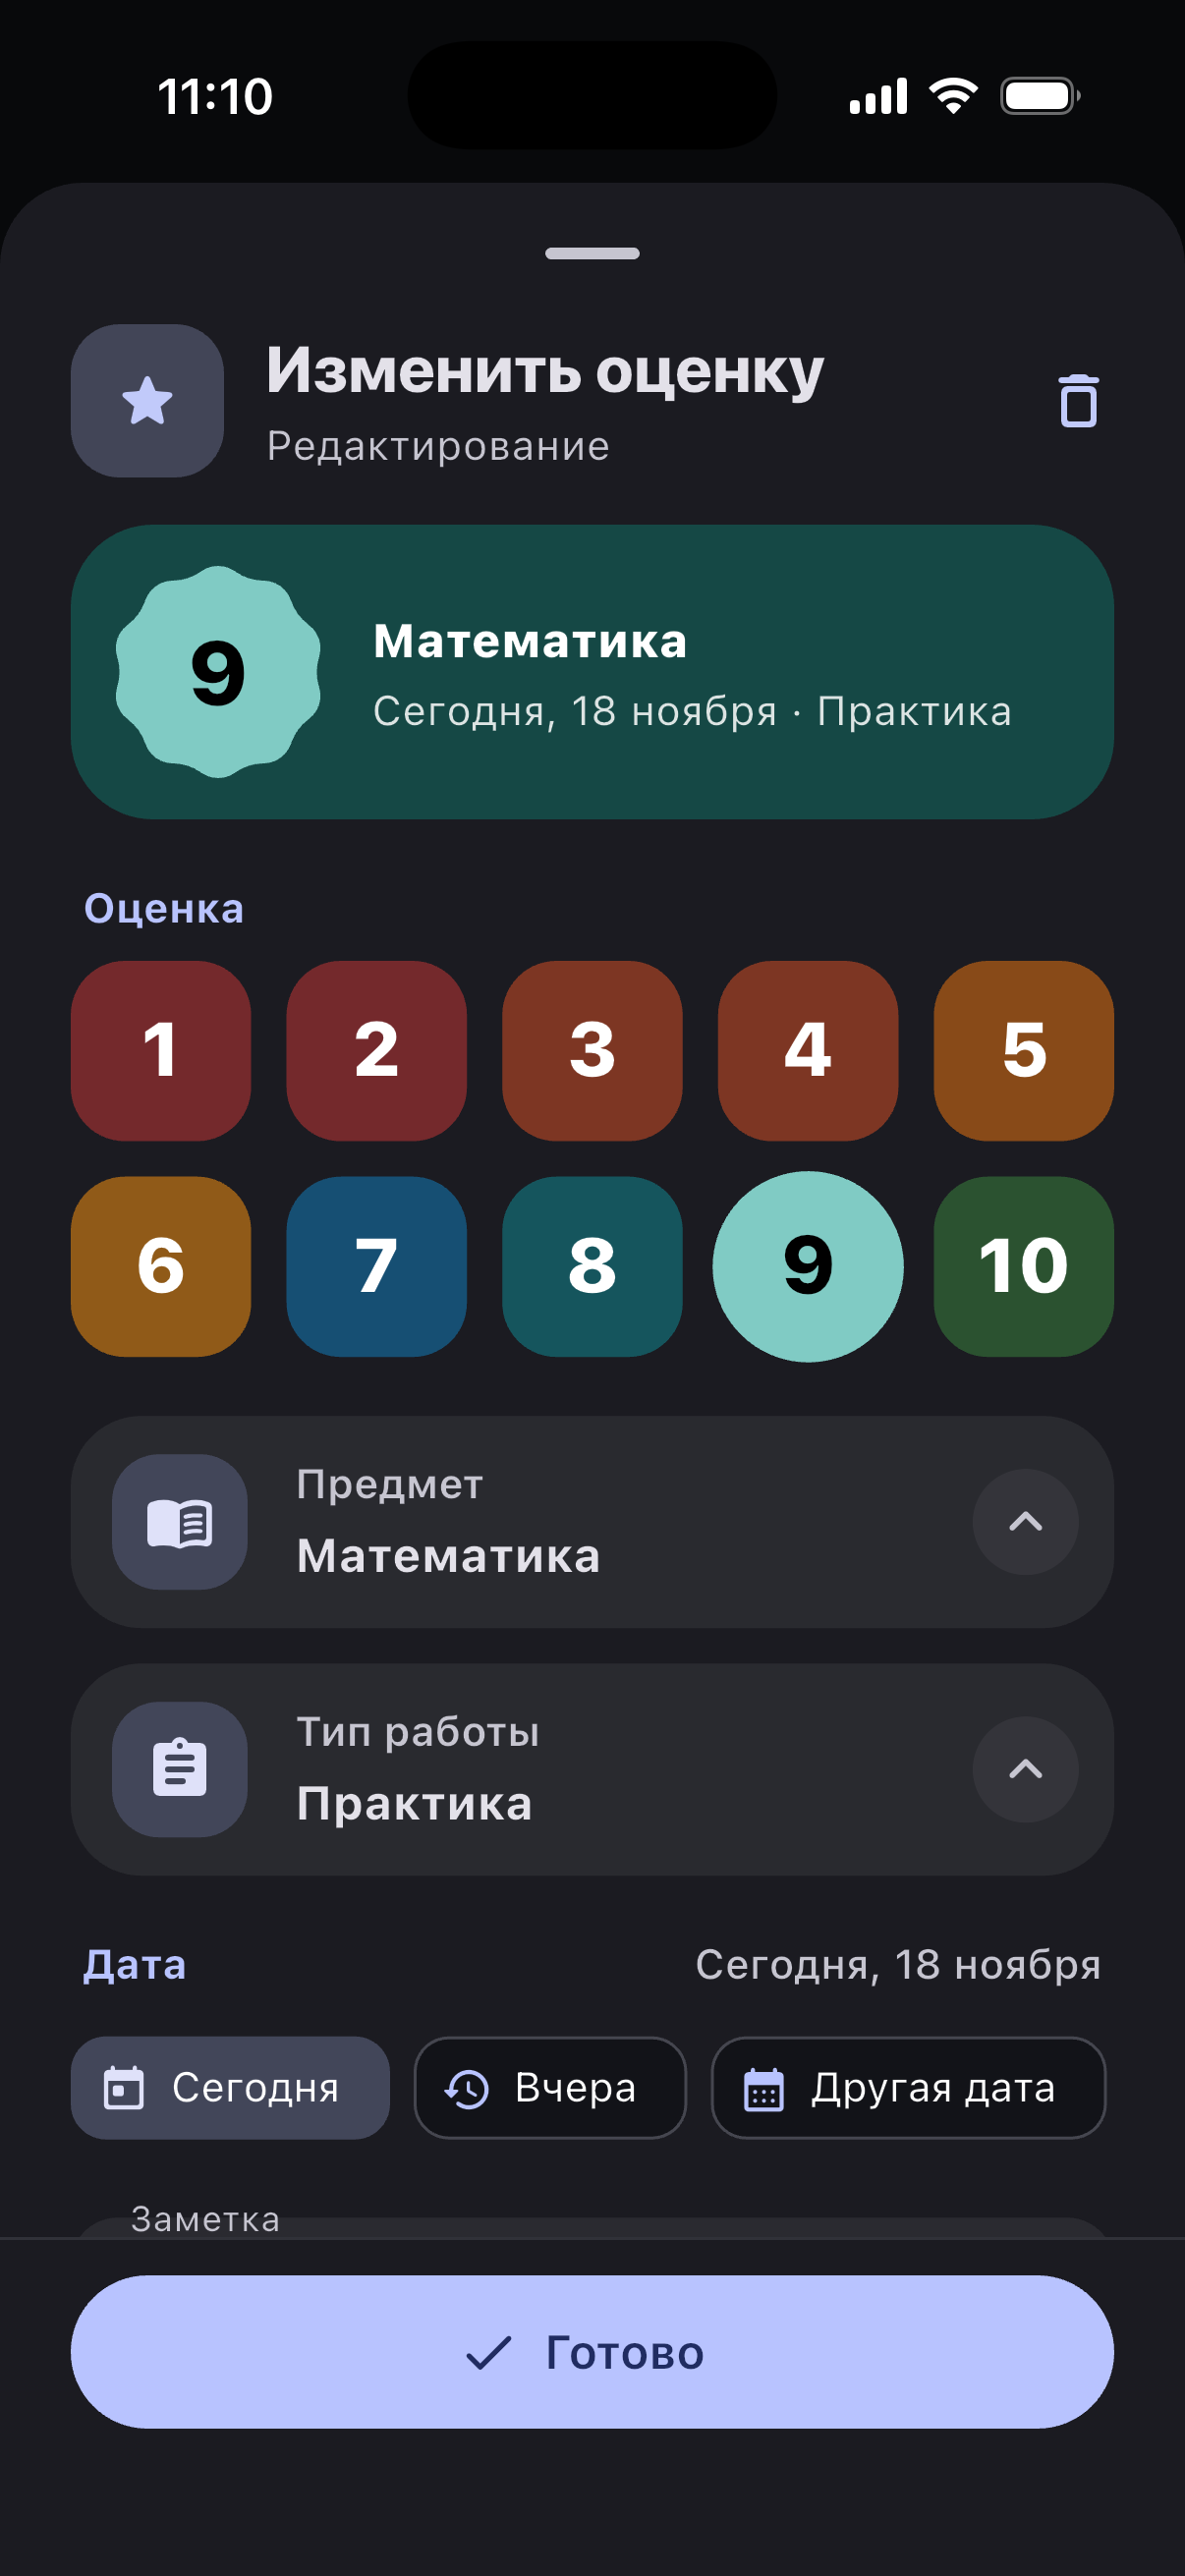 11:10
Изменить оценку
Редактирование
9
Математика
Сегодня, 18 ноября · Практика
Оценка
1 2 3 4 5
6 7 8 9 10
Предмет
Математика
Тип работы
Практика
Дата Сегодня, 18 ноября
Сегодня Вчера Другая дата
Заметка
Готово